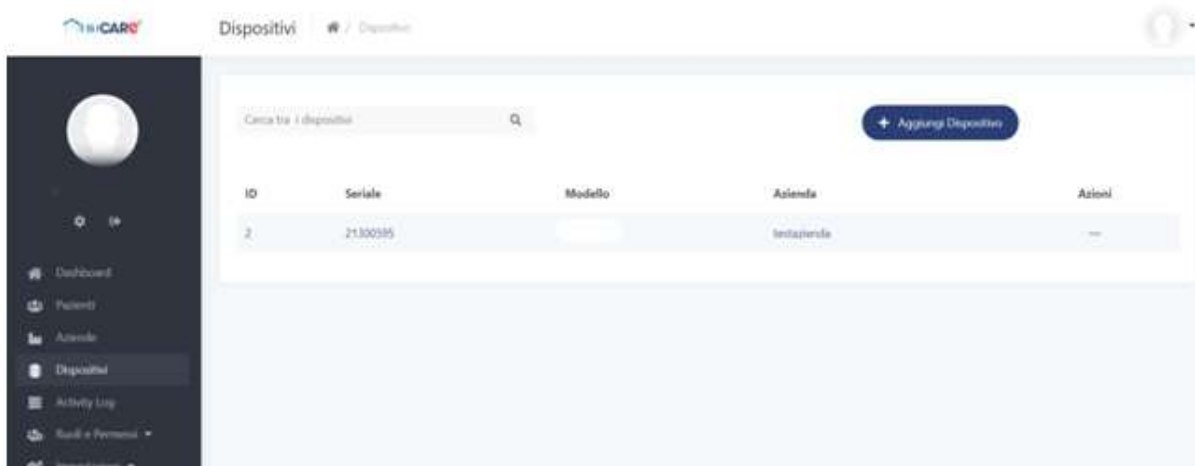 CARE
Dispositivi / Dispositivi
Cerca tra i dispositivi
+ Aggiungi Dispositivo
ID Seriale Modello Azienda Azioni
2 21300595 testazienda ...
Dashboard
Pazienti
Aziende
Dispositivi
Activity Log
Ruoli e Permessi